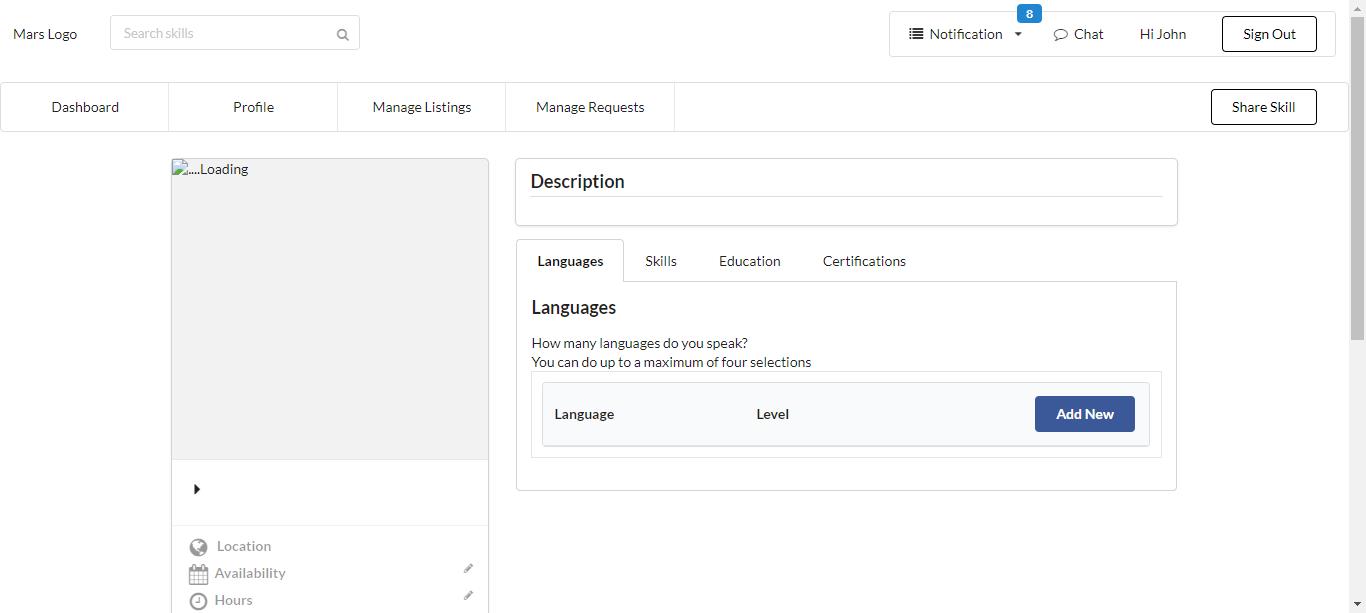 8
Mars Logo Search skills Notification Chat Hi John Sign Out
Dashboard Profile Manage Listings Manage Requests Share Skill
....Loading
Description
Languages Skills Education Certifications
Languages
How many languages do you speak?
You can do up to a maximum of four selections
Language Level Add New
Location
Availability
Hours